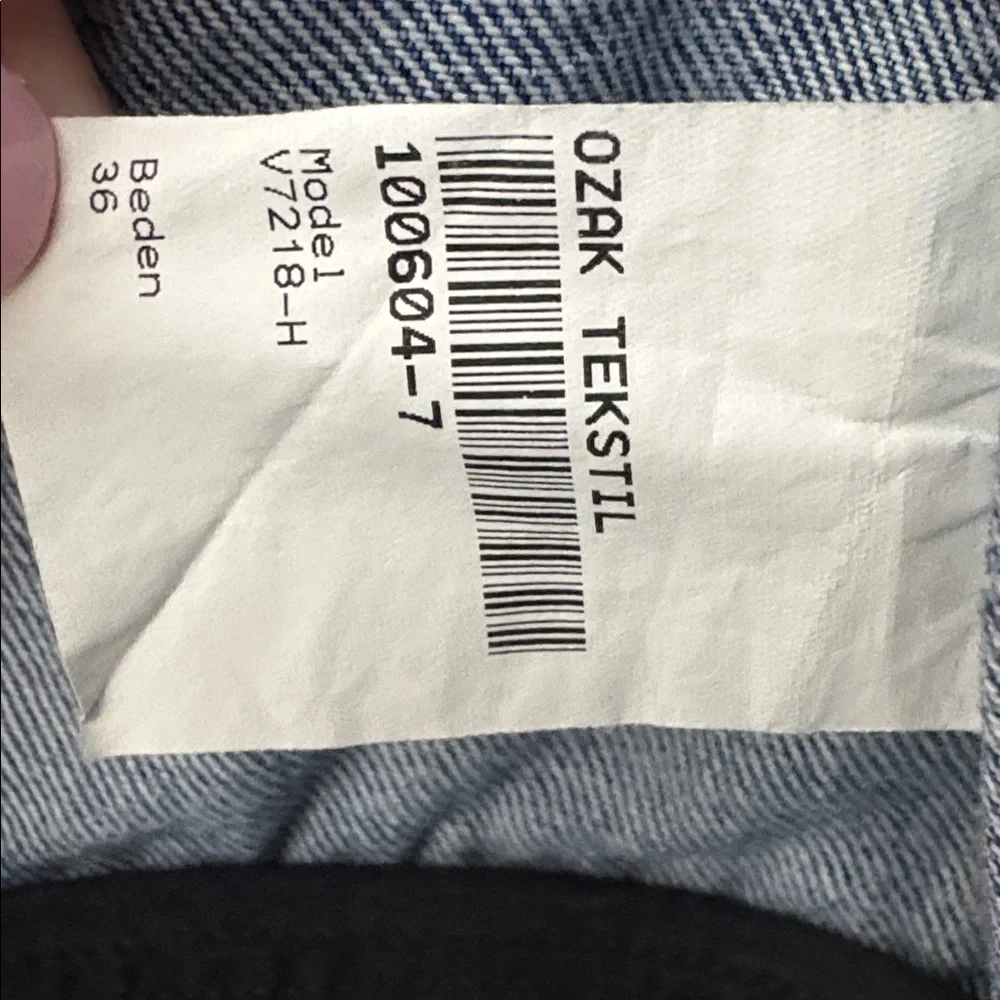 OZAK TEKSTIL
100604-7
Model
V7218-H
Beden
36